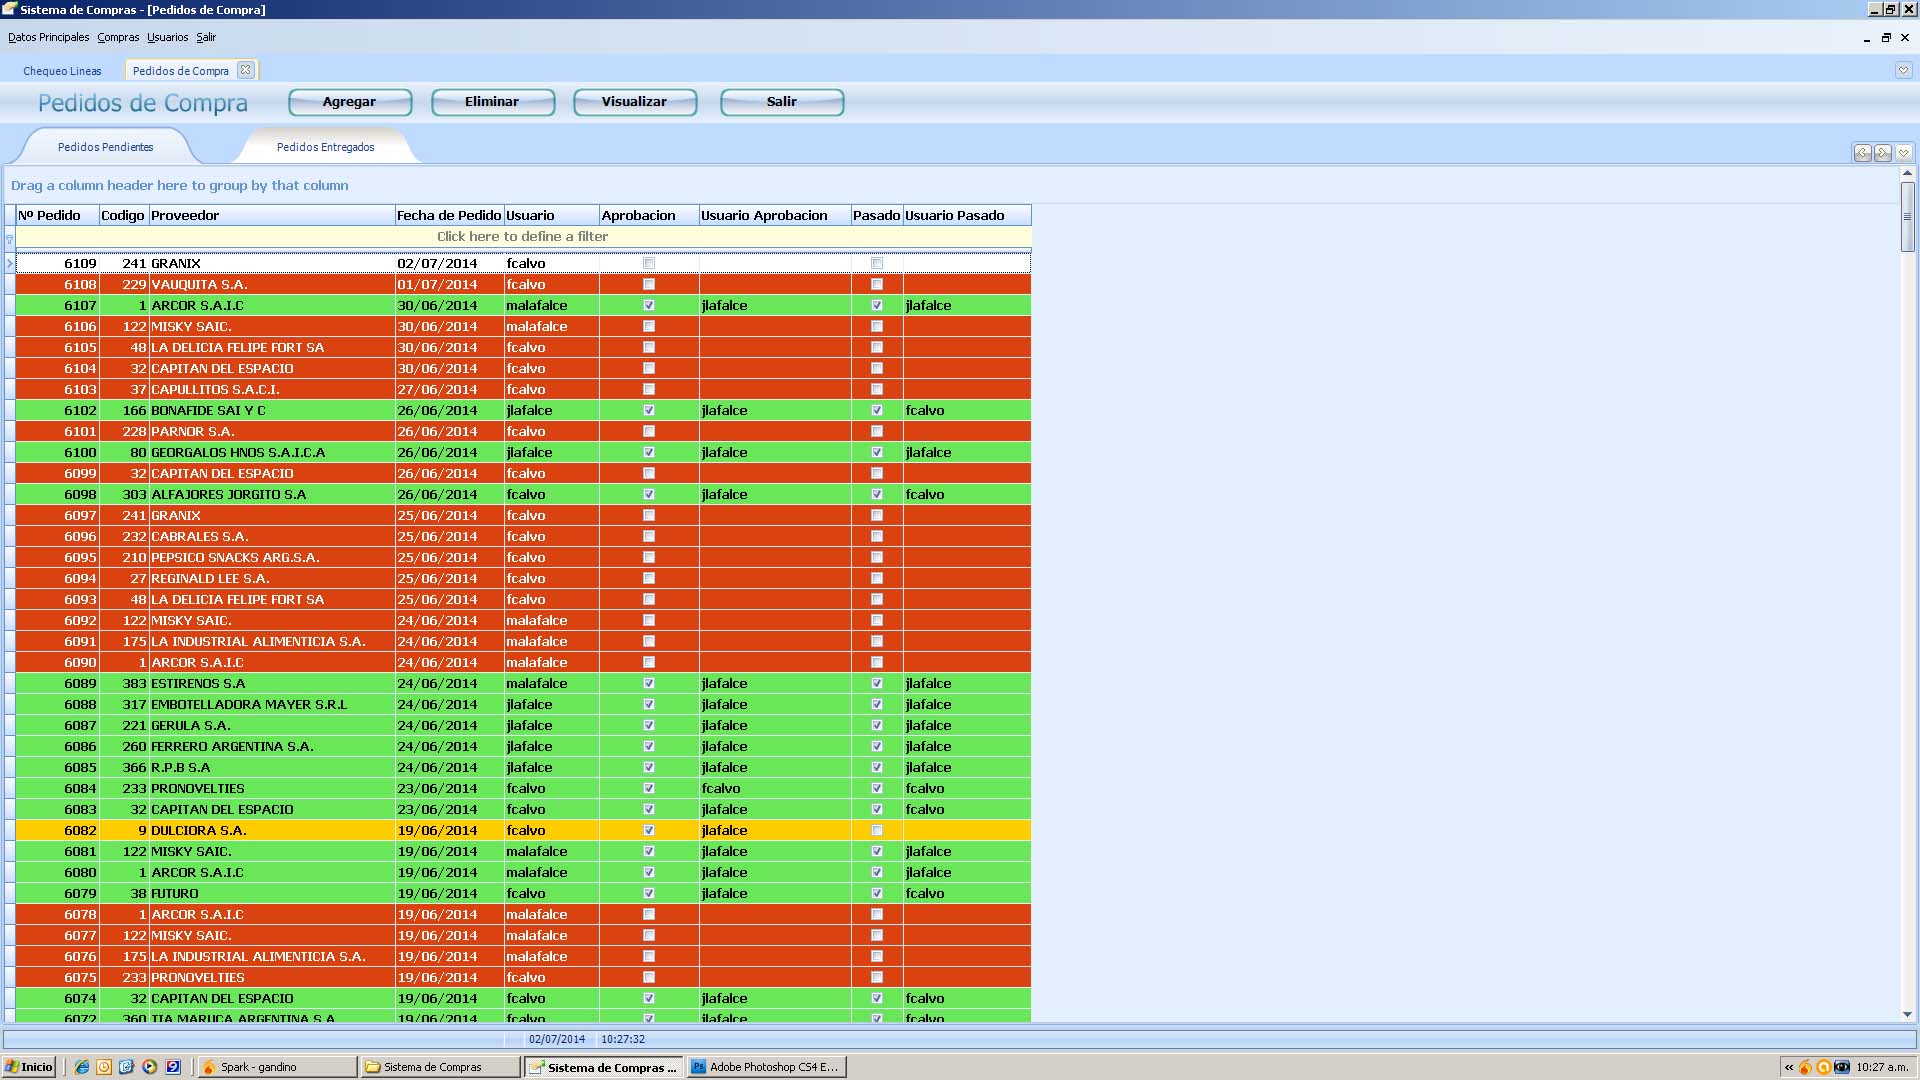 Sistema de Compras - [Pedidos de Compra]
Datos Principales Compras Usuarios Salir
Chequeo Lineas Pedidos de Compra
Pedidos de Compra Agregar Eliminar Visualizar Salir
Pedidos Pendientes Pedidos Entregados
Drag a column header here to group by that column
Nº Pedido Codigo Proveedor Fecha de Pedido Usuario Aprobacion Usuario Aprobacion Pasado Usuario Pasado
Click here to define a filter
6109 241 GRANIX 02/07/2014 fcalvo
6108 229 VAUQUITA S.A. 01/07/2014 fcalvo
6107 1 ARCOR S.A.I.C 30/06/2014 malafalce jlafalce jlafalce
6106 122 MISKY SAIC. 30/06/2014 malafalce
6105 48 LA DELICIA FELIPE FORT SA 30/06/2014 fcalvo
6104 32 CAPITAN DEL ESPACIO 30/06/2014 fcalvo
6103 37 CAPULLITOS S.A.C.I. 27/06/2014 fcalvo
6102 166 BONAFIDE SAI Y C 26/06/2014 jlafalce jlafalce fcalvo
6101 228 PARNOR S.A. 26/06/2014 fcalvo
6100 80 GEORGALOS HNOS S.A.I.C.A 26/06/2014 jlafalce jlafalce jlafalce
6099 32 CAPITAN DEL ESPACIO 26/06/2014 fcalvo
6098 303 ALFAJORES JORGITO S.A 26/06/2014 fcalvo jlafalce fcalvo
6097 241 GRANIX 25/06/2014 fcalvo
6096 232 CABRALES S.A. 25/06/2014 fcalvo
6095 210 PEPSICO SNACKS ARG.S.A. 25/06/2014 fcalvo
6094 27 REGINALD LEE S.A. 25/06/2014 fcalvo
6093 48 LA DELICIA FELIPE FORT SA 25/06/2014 fcalvo
6092 122 MISKY SAIC. 24/06/2014 malafalce
6091 175 LA INDUSTRIAL ALIMENTICIA S.A. 24/06/2014 malafalce
6090 1 ARCOR S.A.I.C 24/06/2014 malafalce
6089 383 ESTIRENOS S.A 24/06/2014 malafalce jlafalce jlafalce
6088 317 EMBOTELLADORA MAYER S.R.L 24/06/2014 jlafalce jlafalce jlafalce
6087 221 GERULA S.A. 24/06/2014 jlafalce jlafalce jlafalce
6086 260 FERRERO ARGENTINA S.A. 24/06/2014 jlafalce jlafalce jlafalce
6085 366 R.P.B S.A 24/06/2014 jlafalce jlafalce jlafalce
6084 233 PRONOVELTIES 23/06/2014 fcalvo fcalvo fcalvo
6083 32 CAPITAN DEL ESPACIO 23/06/2014 fcalvo jlafalce fcalvo
6082 9 DULCIORA S.A. 19/06/2014 fcalvo jlafalce
6081 122 MISKY SAIC. 19/06/2014 malafalce jlafalce jlafalce
6080 1 ARCOR S.A.I.C 19/06/2014 malafalce jlafalce jlafalce
6079 38 FUTURO 19/06/2014 fcalvo jlafalce fcalvo
6078 1 ARCOR S.A.I.C 19/06/2014 malafalce
6077 122 MISKY SAIC. 19/06/2014 malafalce
6076 175 LA INDUSTRIAL ALIMENTICIA S.A. 19/06/2014 malafalce
6075 233 PRONOVELTIES 19/06/2014 fcalvo
6074 32 CAPITAN DEL ESPACIO 19/06/2014 fcalvo jlafalce fcalvo
6072 360 TIA MARUCA ARGENTINA S.A 19/06/2014 fcalvo jlafalce fcalvo
02/07/2014 10:27:32
Inicio Spark - gandino Sistema de Compras Sistema de Compras ... Adobe Photoshop CS4 E... 10:27 a.m.